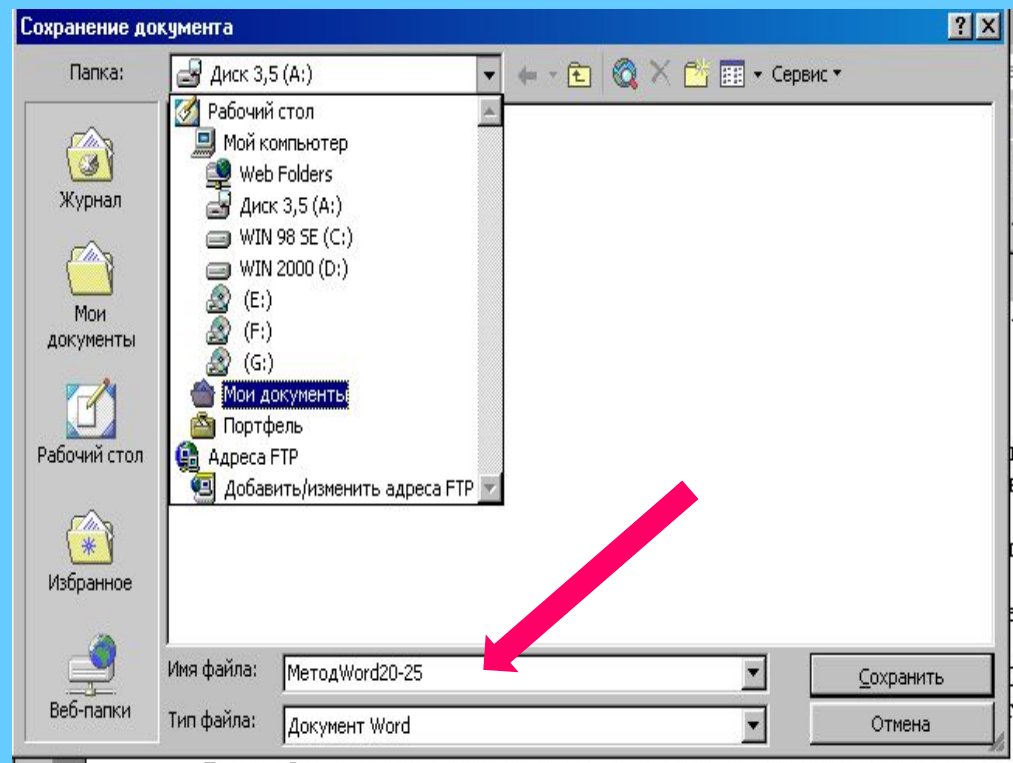 Сохранение документа
Папка:
Диск 3,5 (A:)
Сервис
Рабочий стол
Мой компьютер
Web Folders
Диск 3,5 (A:)
WIN 98 SE (C:)
WIN 2000 (D:)
(E:)
(F:)
(G:)
Мои документы
Портфель
Адреса FTP
Добавить/изменить адреса FTP
Журнал
Мои
документы
Рабочий стол
Избранное
Веб-папки
Имя файла:
МетодWord20-25
Сохранить
Тип файла:
Документ Word
Отмена